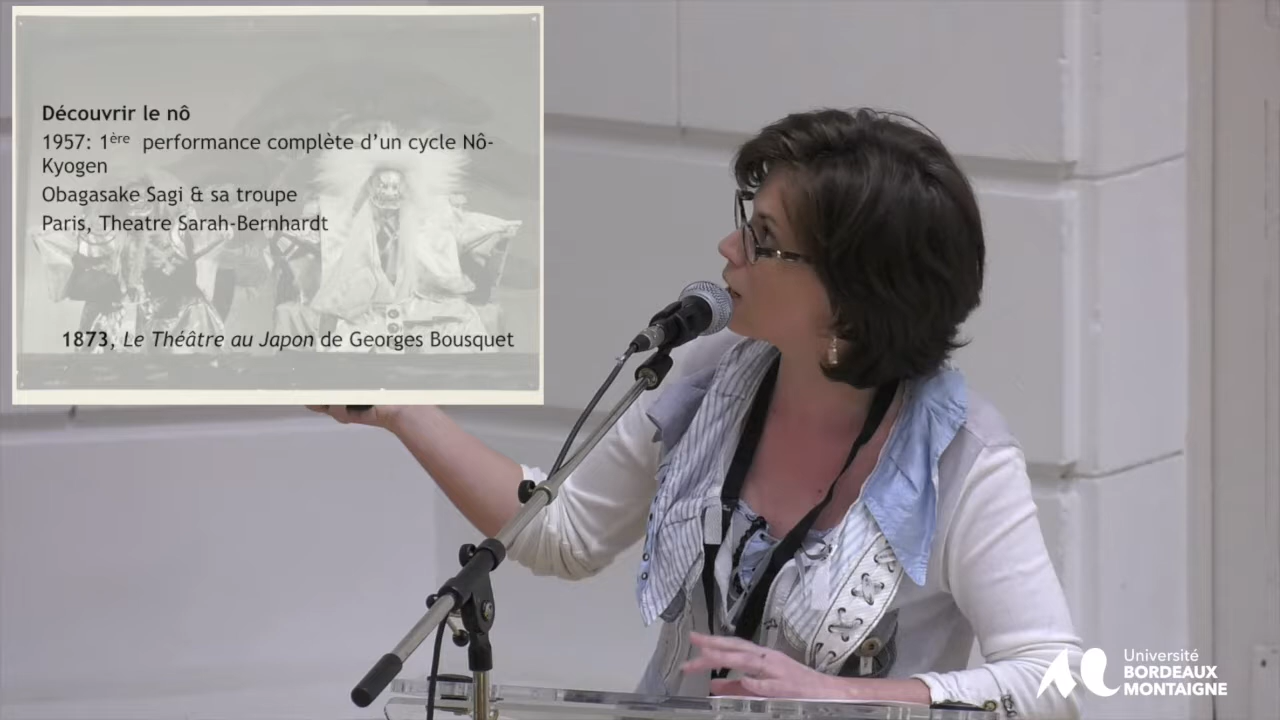 Découvrir le nô
1957: 1ère performance complète d'un cycle Nô-
Kyogen
Obagasake Sagi & sa troupe
Paris, Theatre Sarah-Bernhardt
1873, Le Théâtre au Japon de Georges Bousquet
Université
BORDEAUX
MONTAIGNE